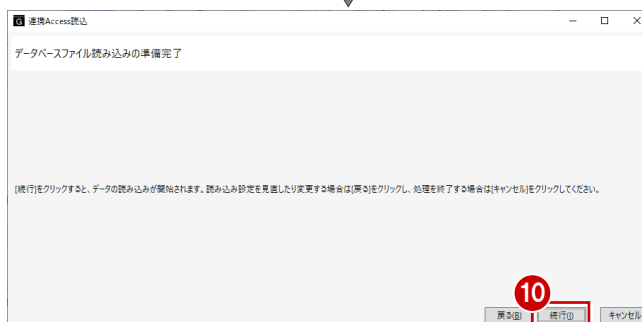 G 連携Access読込
データベースファイル読み込みの準備完了
[続行]をクリックすると、データの読み込みが開始されます。読み込み設定を見直したり変更する場合は[戻る]をクリックし、処理を終了する場合は[キャンセル]をクリックしてください。
10
戻る(B) 続行(I) キャンセル